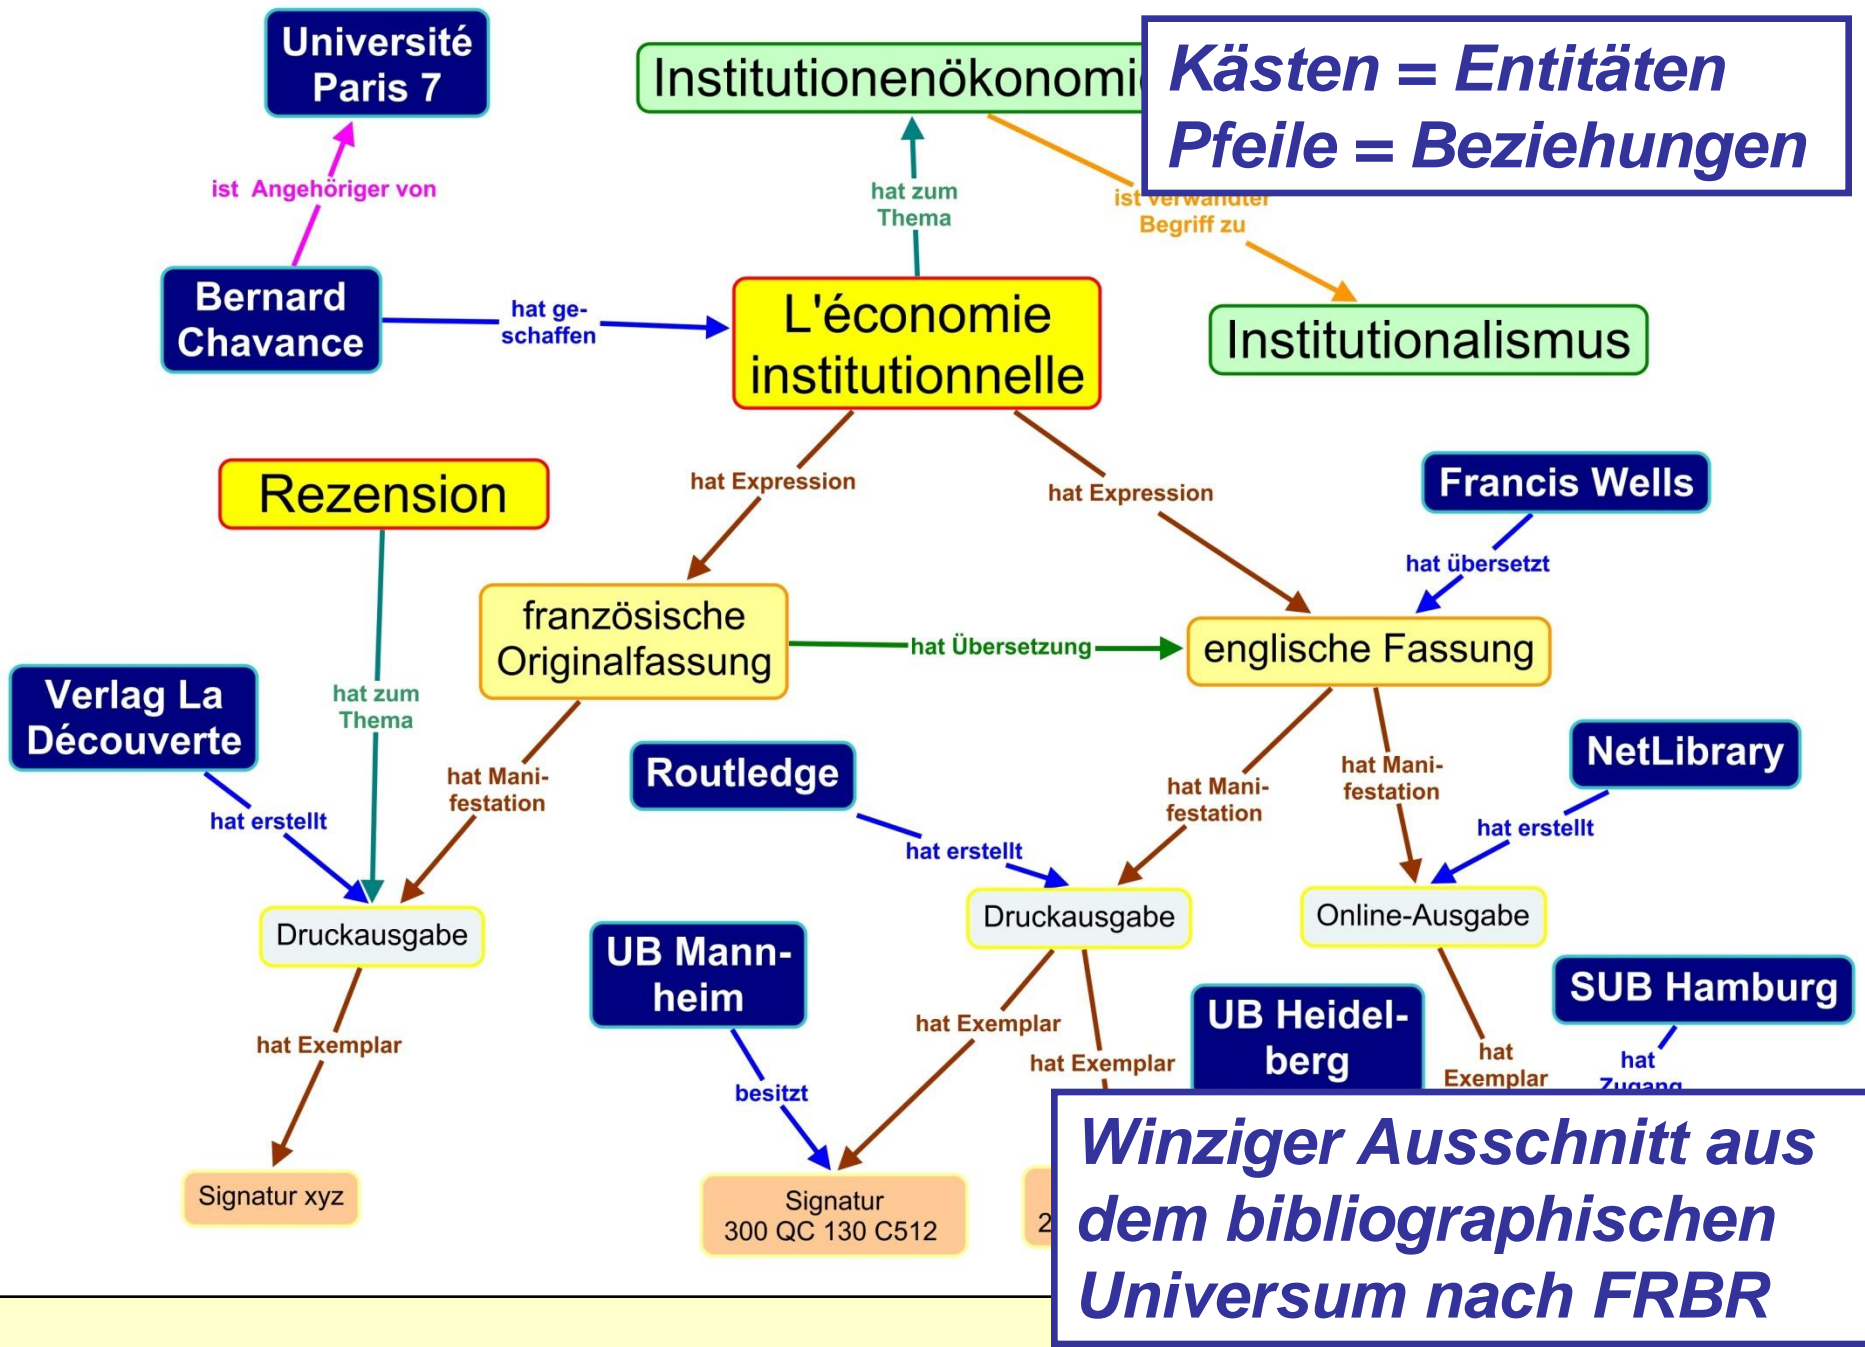 Université
Paris 7
Institutionenökonomi
Kästen = Entitäten
Pfeile = Beziehungen
ist Angehöriger von
hat zum
Thema
ist verwandter
Begriff zu
Bernard
Chavance
hat ge-
schaffen
L'économie
institutionnelle
Institutionalismus
Rezension
hat Expression
hat Expression
Francis Wells
hat übersetzt
französische
Originalfassung
hat Übersetzung
englische Fassung
Verlag La
Découverte
hat zum
Thema
hat Mani-
festation
Routledge
hat Mani-
festation
hat Mani-
festation
NetLibrary
hat erstellt
hat erstellt
hat erstellt
Druckausgabe
Druckausgabe
Online-Ausgabe
UB Mann-
heim
UB Heidel-
berg
SUB Hamburg
hat Exemplar
hat Exemplar
hat Exemplar
hat
Exemplar
hat
Zugang
besitzt
Signatur xyz
Signatur
300 QC 130 C512
2
Winziger Ausschnitt aus
dem bibliographischen
Universum nach FRBR